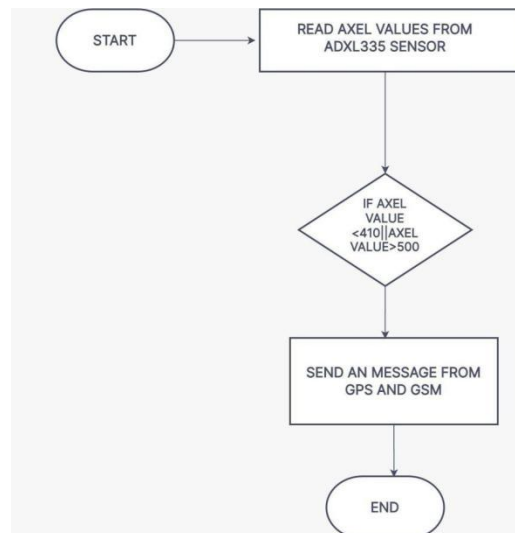 START
READ AXEL VALUES FROM
ADXL335 SENSOR
IF AXEL
VALUE
<410||AXEL
VALUE>500
SEND AN MESSAGE FROM
GPS AND GSM
END